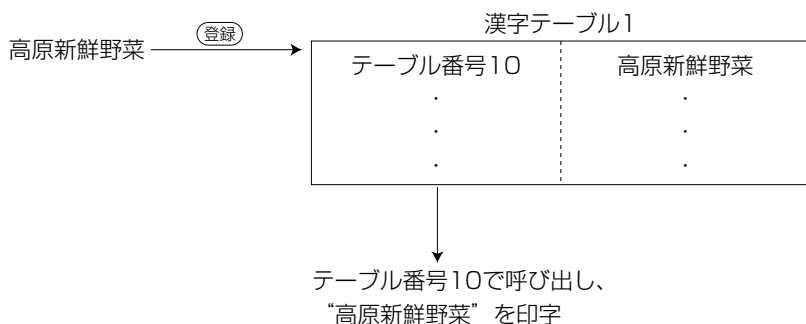 漢字テーブル1
高原新鮮野菜
登録
テーブル番号10
高原新鮮野菜
・
・
・
・
・
・
テーブル番号10で呼び出し、
“高原新鮮野菜”を印字